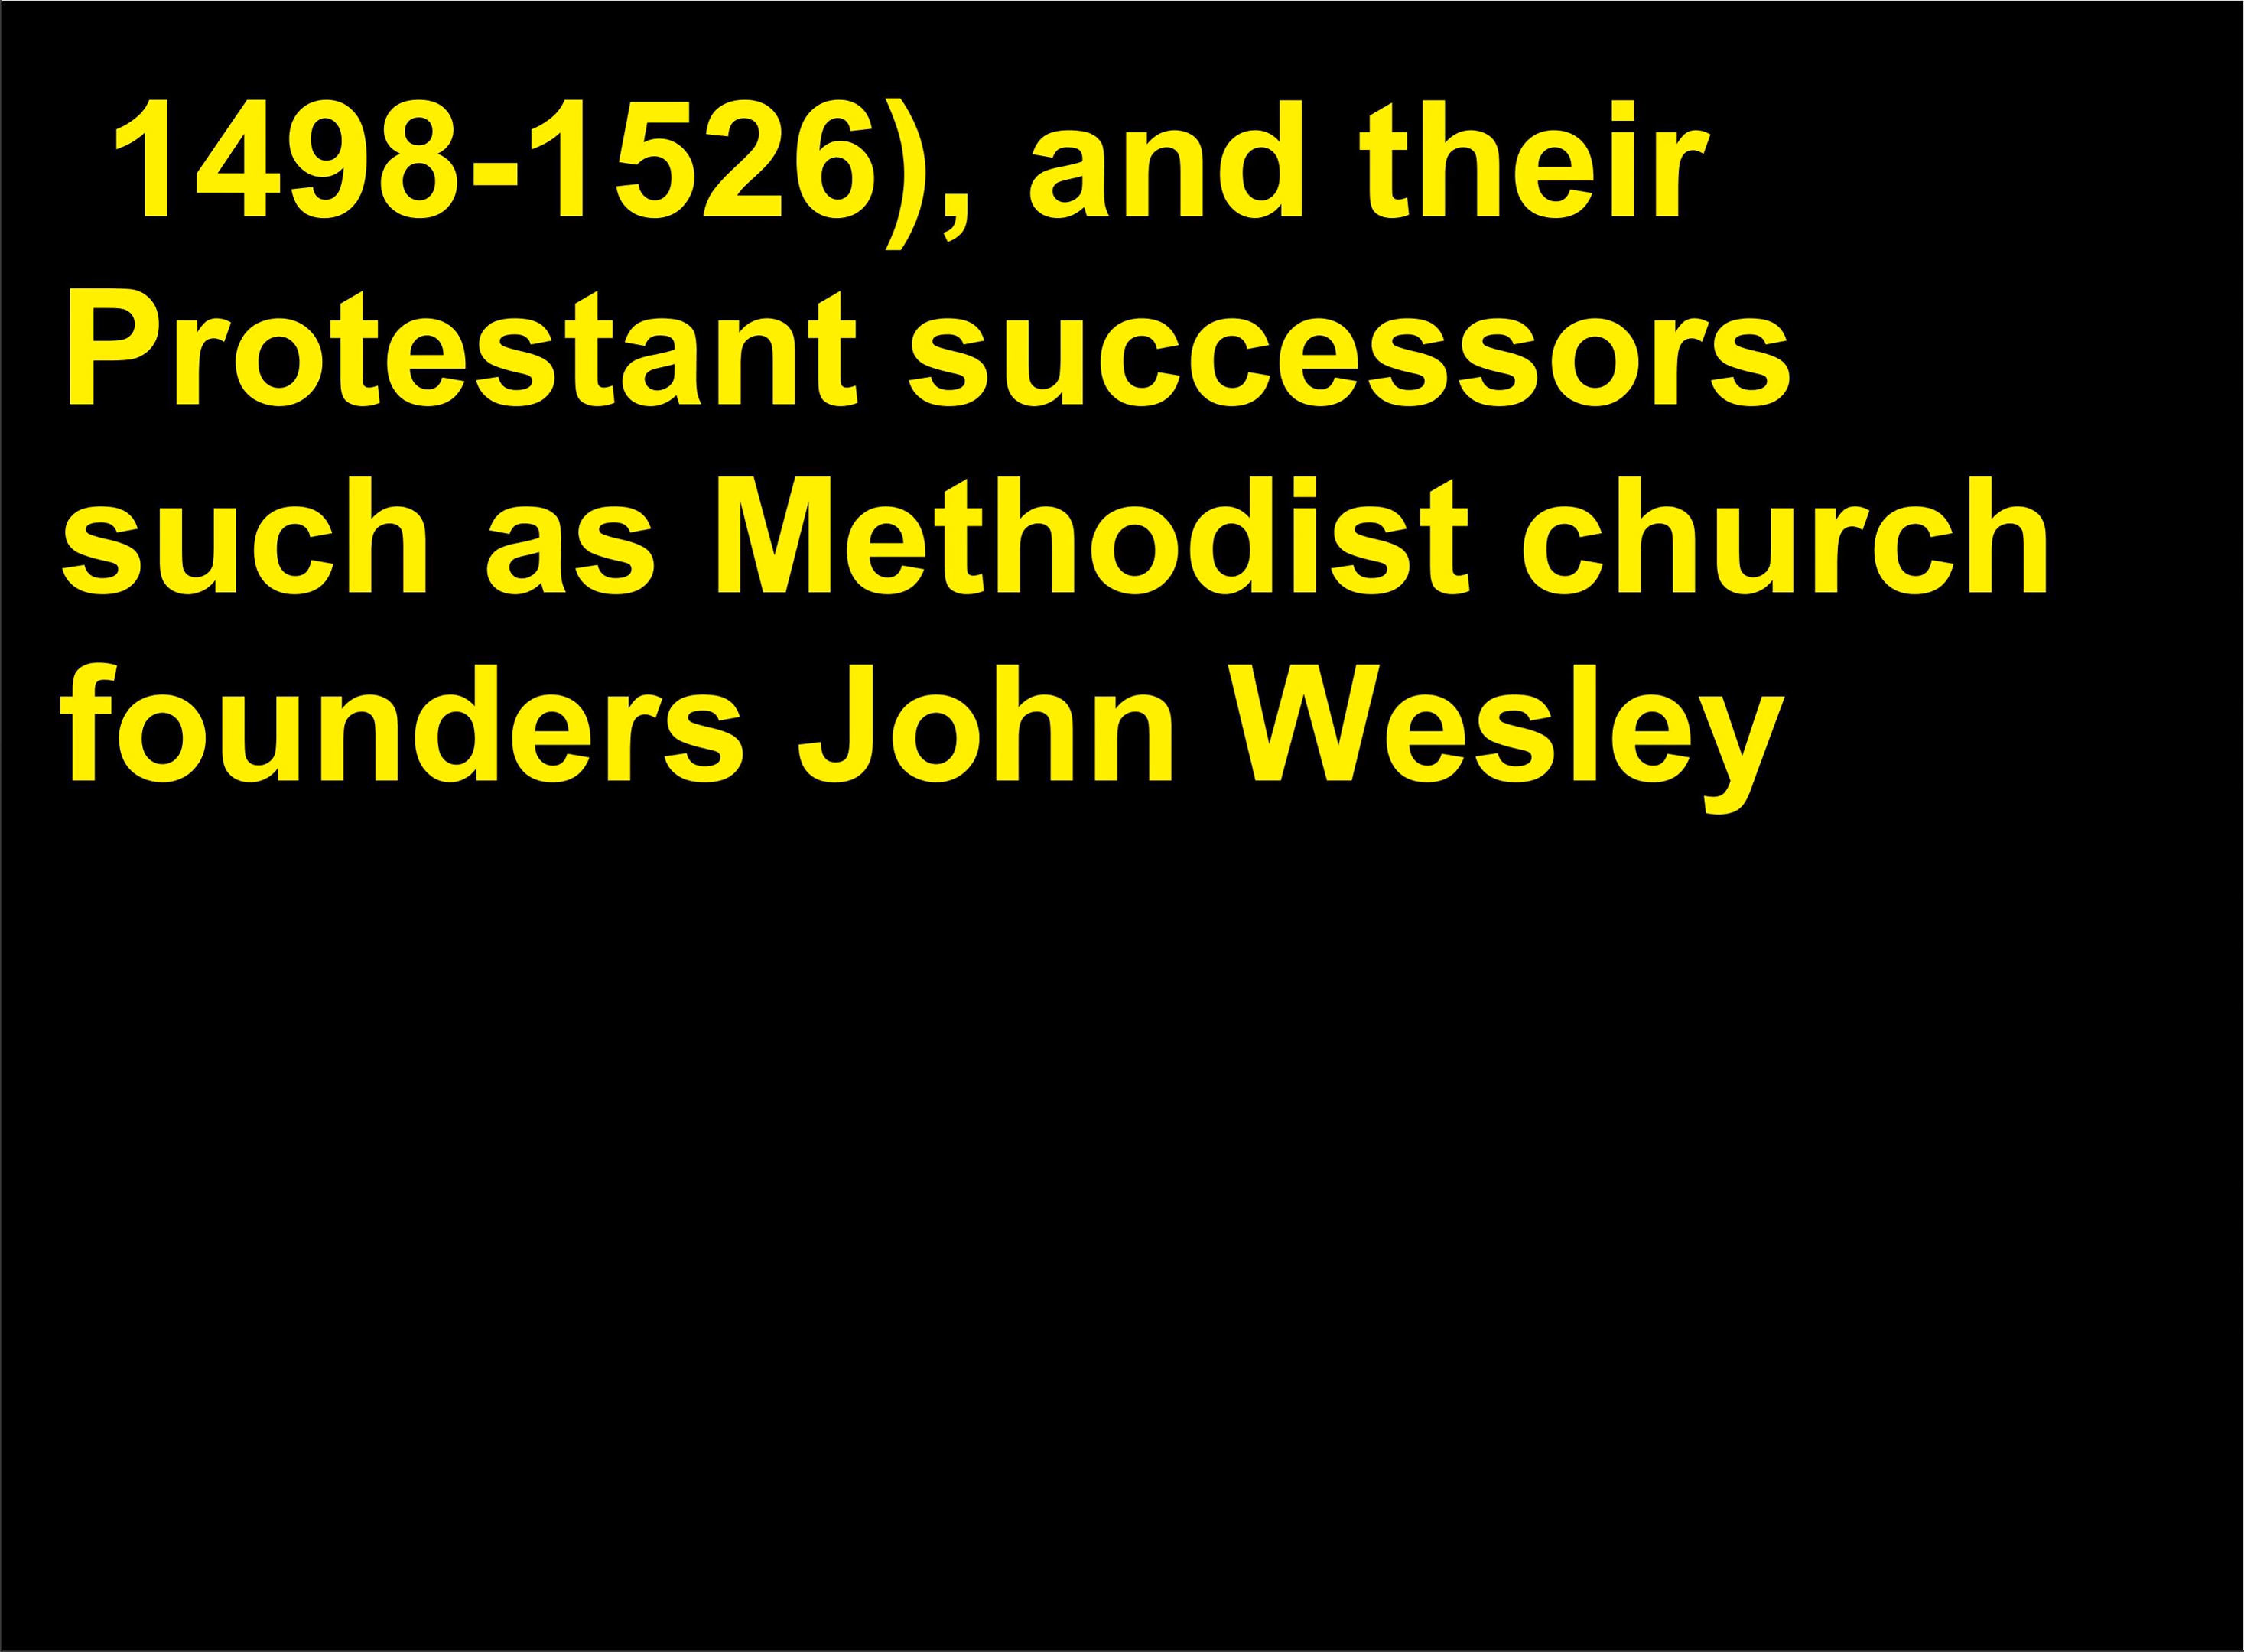 1498-1526), and their
Protestant successors
such as Methodist church
founders John Wesley